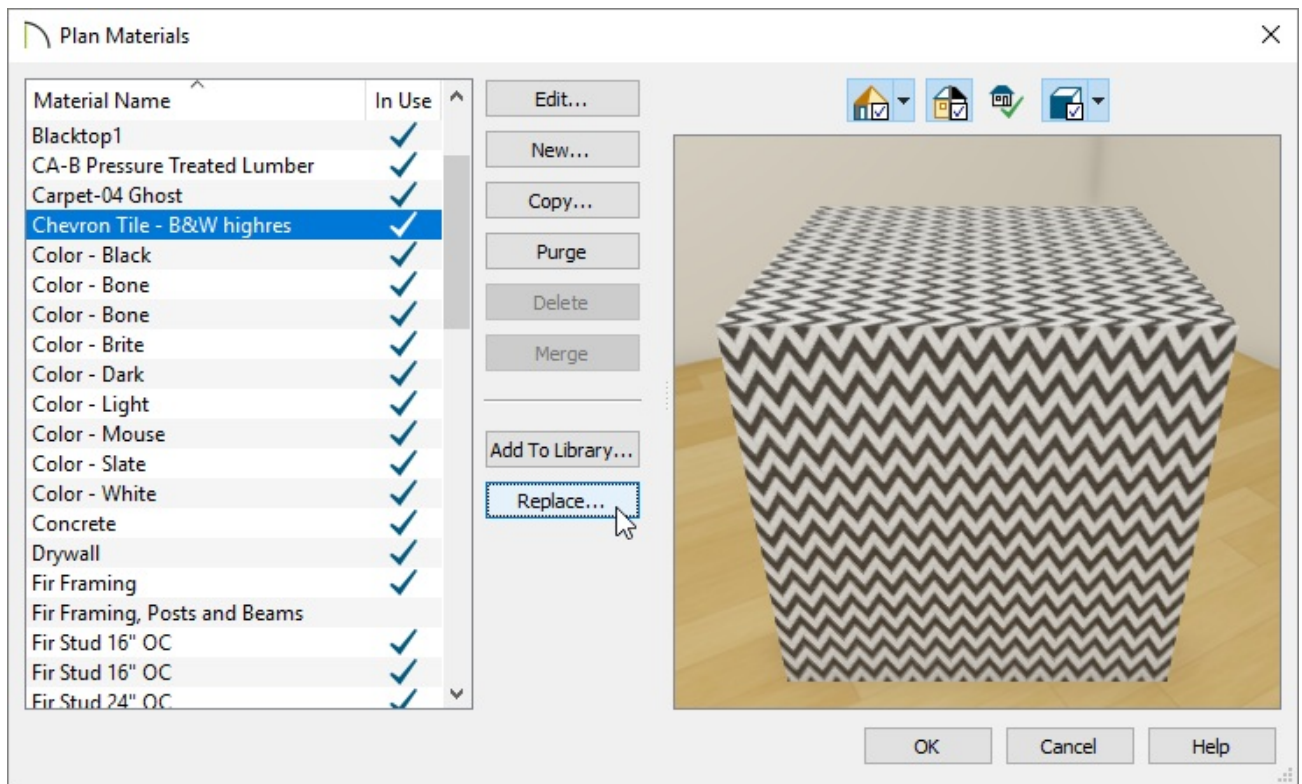 Plan Materials
Material Name In Use
Blacktop1
CA-B Pressure Treated Lumber
Carpet-04 Ghost
Chevron Tile - B&W highres
Color - Black
Color - Bone
Color - Bone
Color - Brite
Color - Dark
Color - Light
Color - Mouse
Color - Slate
Color - White
Concrete
Drywall
Fir Framing
Fir Framing, Posts and Beams
Fir Stud 16" OC
Fir Stud 16" OC
Fir Stud 24" OC
Edit...
New...
Copy...
Purge
Delete
Merge
Add To Library...
Replace...
OK Cancel Help